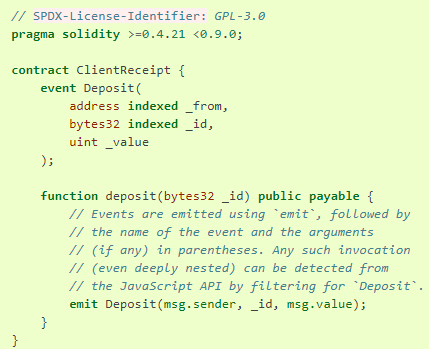 // SPDX-License-Identifier: GPL-3.0
pragma solidity >=0.4.21 <0.9.0;

contract ClientReceipt {
    event Deposit(
        address indexed _from,
        bytes32 indexed _id,
        uint _value
    );

    function deposit(bytes32 _id) public payable {
        // Events are emitted using `emit`, followed by
        // the name of the event and the arguments
        // (if any) in parentheses. Any such invocation
        // (even deeply nested) can be detected from
        // the JavaScript API by filtering for `Deposit`.
        emit Deposit(msg.sender, _id, msg.value);
    }
}